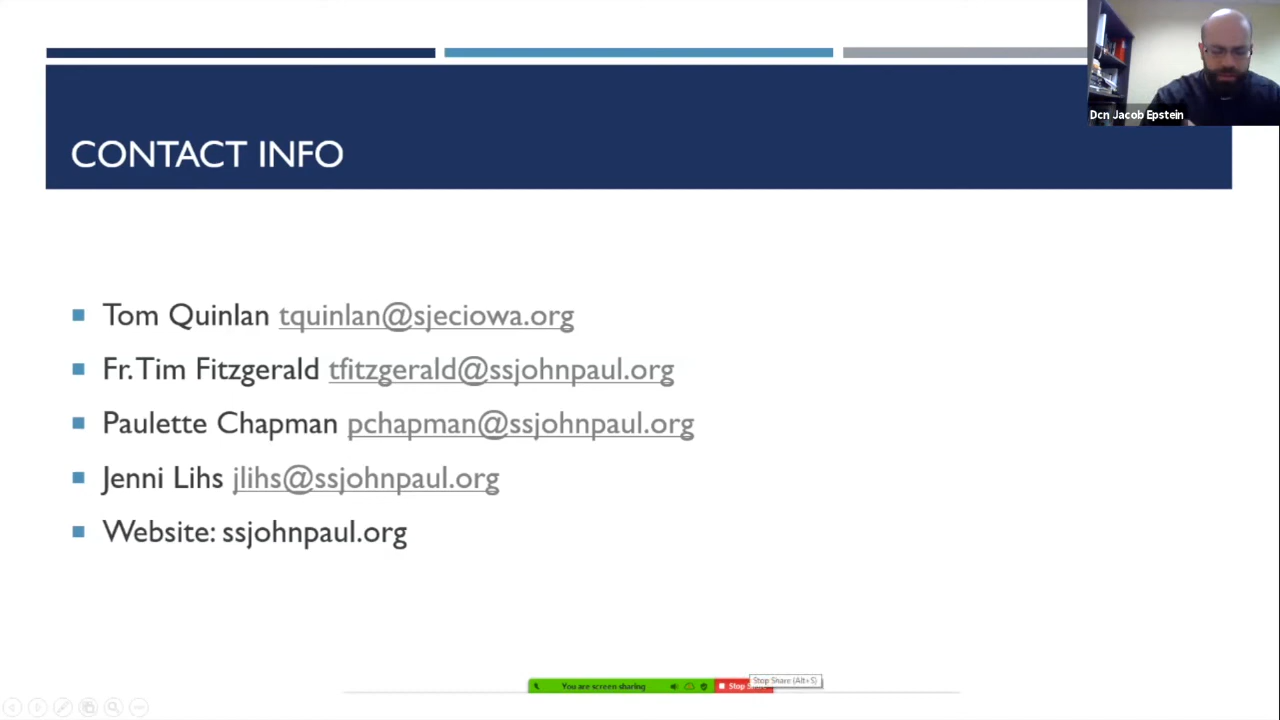 Dcn Jacob Epstein
CONTACT INFO
Tom Quinlan tquinlan@sjeciowa.org
Fr. Tim Fitzgerald tfitzgerald@ssjohnpaul.org
Paulette Chapman pchapman@ssjohnpaul.org
Jenni Lihs jlihs@ssjohnpaul.org
Website: ssjohnpaul.org
Stop Share (Alt+S)
You are screen sharing
Stop